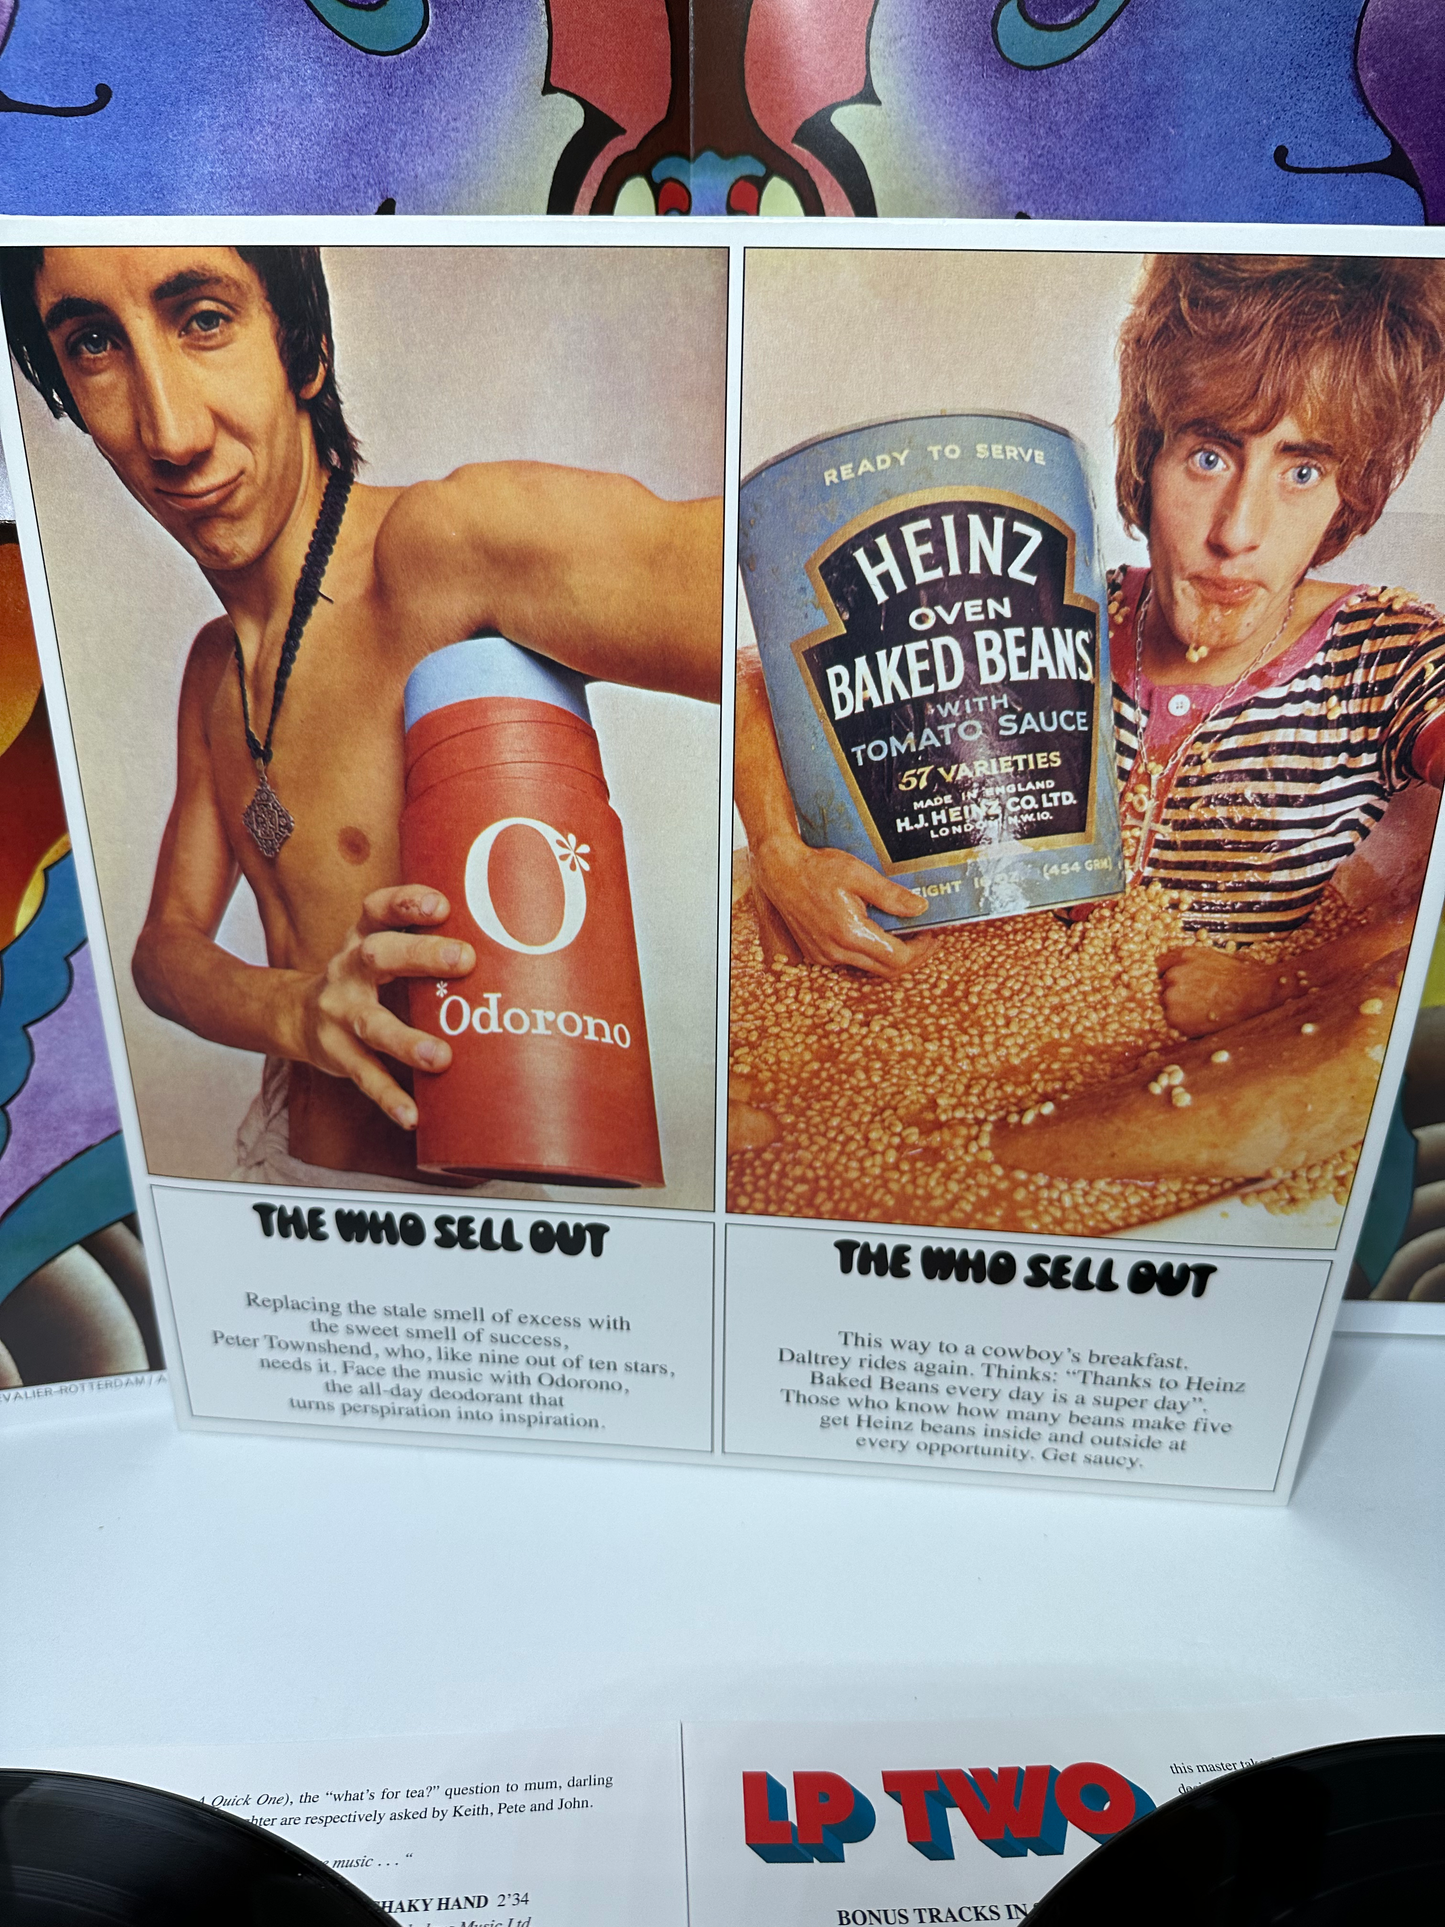 READY TO SERVE
HEINZ
OVEN
BAKED BEANS
WITH
TOMATO SAUCE
57 VARIETIES
MADE IN ENGLAND
H.J. HEINZ CO. LTD.
LONDON N.W.10.
(454 GRM)
O*
*Odorono
THE WHO SELL OUT
Replacing the stale smell of excess with
the sweet smell of success,
Peter Townshend, who, like nine out of ten stars,
needs it. Face the music with Odorono,
the all-day deodorant that
turns perspiration into inspiration.
THE WHO SELL OUT
This way to a cowboy's breakfast.
Daltrey rides again. Thinks: “Thanks to Heinz
Baked Beans every day is a super day”.
Those who know how many beans make five
get Heinz beans inside and outside at
every opportunity. Get saucy.
EVALIER-ROTTERDAM / A
A Quick One), the “what's for tea?” question to mum, darling
hter are respectively asked by Keith, Pete and John.
music . . . “
HAKY HAND 2'34
Music Ltd
LP TWO
this master
BONUS TRACKS IN